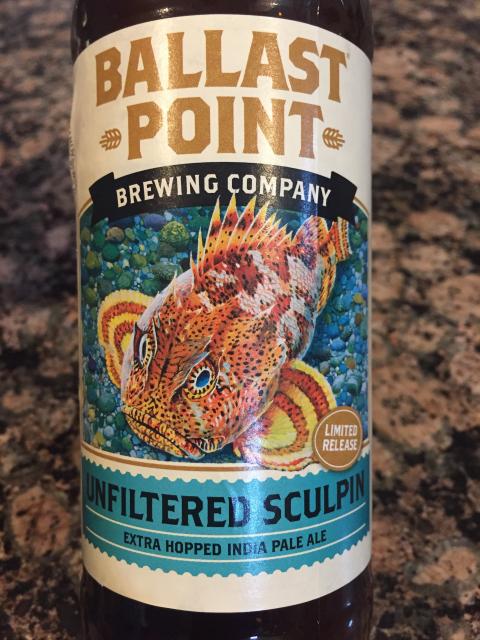 BALLAST
POINT
BREWING COMPANY
LIMITED
RELEASE
UNFILTERED SCULPIN
EXTRA HOPPED INDIA PALE ALE